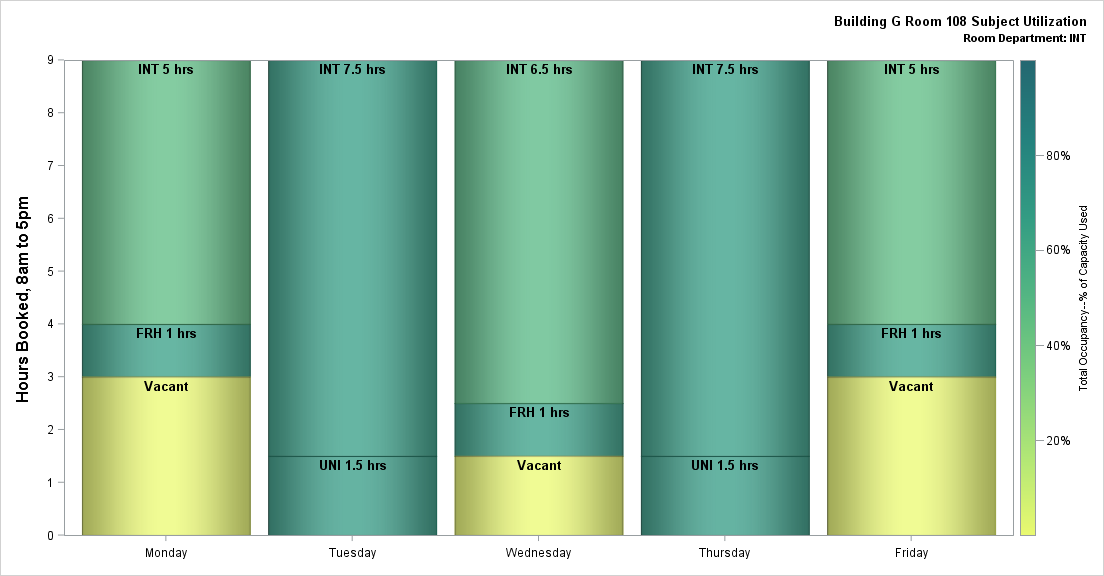 Building G Room 108 Subject Utilization
Room Department: INT
Hours Booked, 8am to 5pm
9
8
7
6
5
4
3
2
1
0
INT 5 hrs
FRH 1 hrs
Vacant
INT 7.5 hrs
UNI 1.5 hrs
INT 6.5 hrs
FRH 1 hrs
Vacant
INT 7.5 hrs
UNI 1.5 hrs
INT 5 hrs
FRH 1 hrs
Vacant
Monday
Tuesday
Wednesday
Thursday
Friday
80%
60%
40%
20%
Total Occupancy--% of Capacity Used